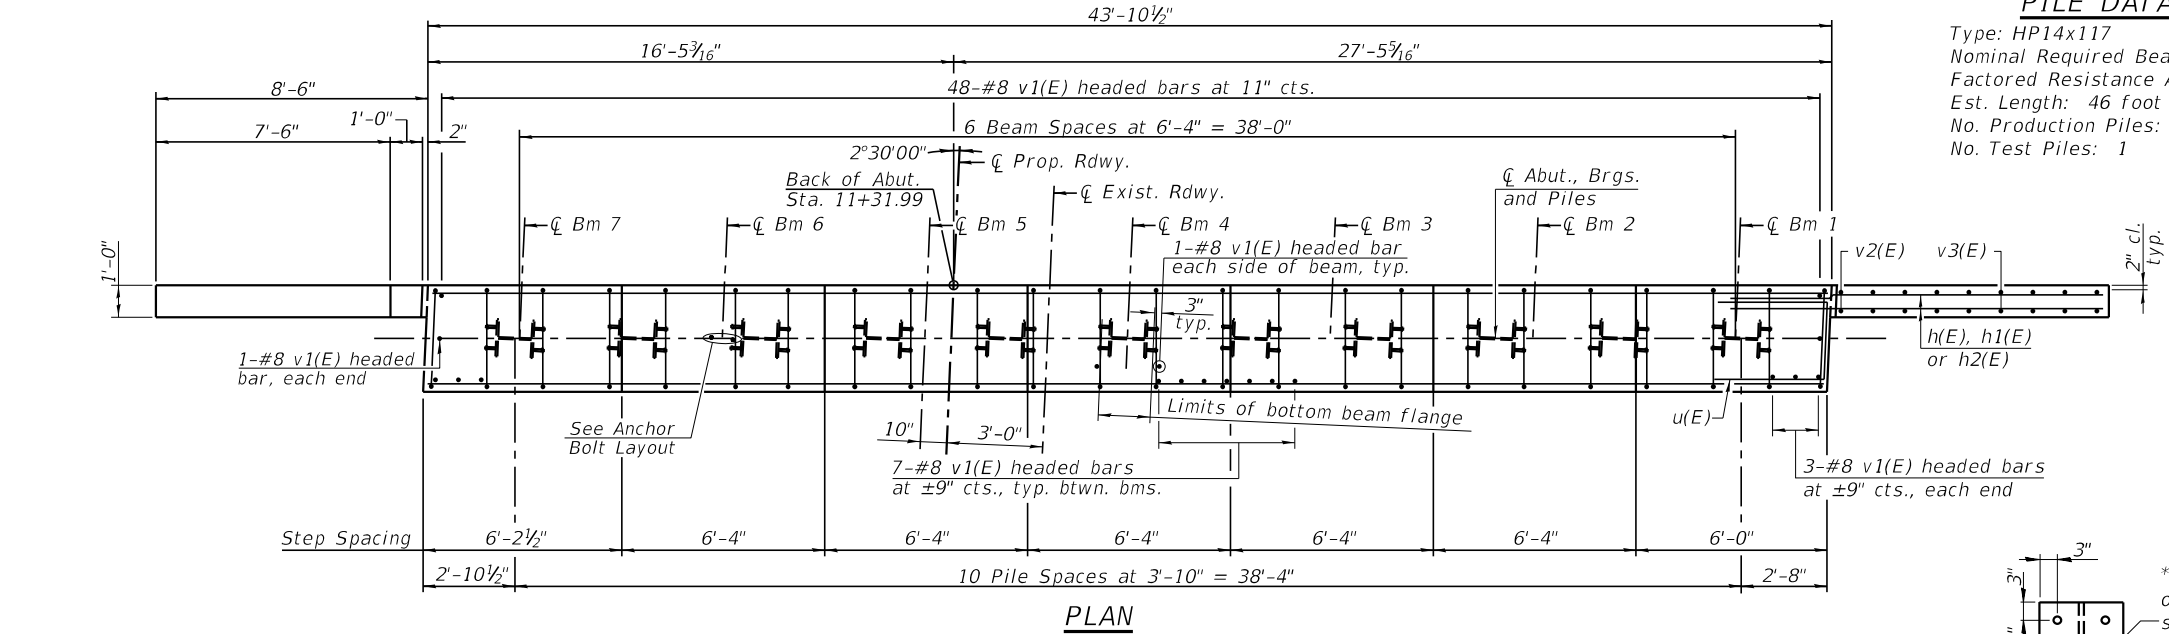 43'-10½"
PILE DATA
16'-5 3/16"
27'-5 5/16"
Type: HP14x117
Nominal Required Bea
Factored Resistance A
Est. Length: 46 foot
No. Production Piles:
No. Test Piles: 1
8'-6"
48-#8 v1(E) headed bars at 11" cts.
7'-6"
1'-0"
2"
6 Beam Spaces at 6'-4" = 38'-0"
2°30'00"
℄ Prop. Rdwy.
Back of Abut.
Sta. 11+31.99
℄ Exist. Rdwy.
℄ Abut., Brgs.
and Piles
℄ Bm 7
℄ Bm 6
℄ Bm 5
℄ Bm 4
℄ Bm 3
℄ Bm 2
℄ Bm 1
1'-0"
1-#8 v1(E) headed bar
each side of beam, typ.
v2(E)
v3(E)
2" cl.
typ.
3"
typ.
1-#8 v1(E) headed
bar, each end
h(E), h1(E)
or h2(E)
See Anchor
Bolt Layout
10"
3'-0"
Limits of bottom beam flange
u(E)
7-#8 v1(E) headed bars
at ±9" cts., typ. btwn. bms.
3-#8 v1(E) headed bars
at ±9" cts., each end
Step Spacing
6'-2½"
6'-4"
6'-4"
6'-4"
6'-4"
6'-4"
6'-0"
2'-10½"
10 Pile Spaces at 3'-10" = 38'-4"
2'-8"
PLAN
3"
3"
*
o
s
"